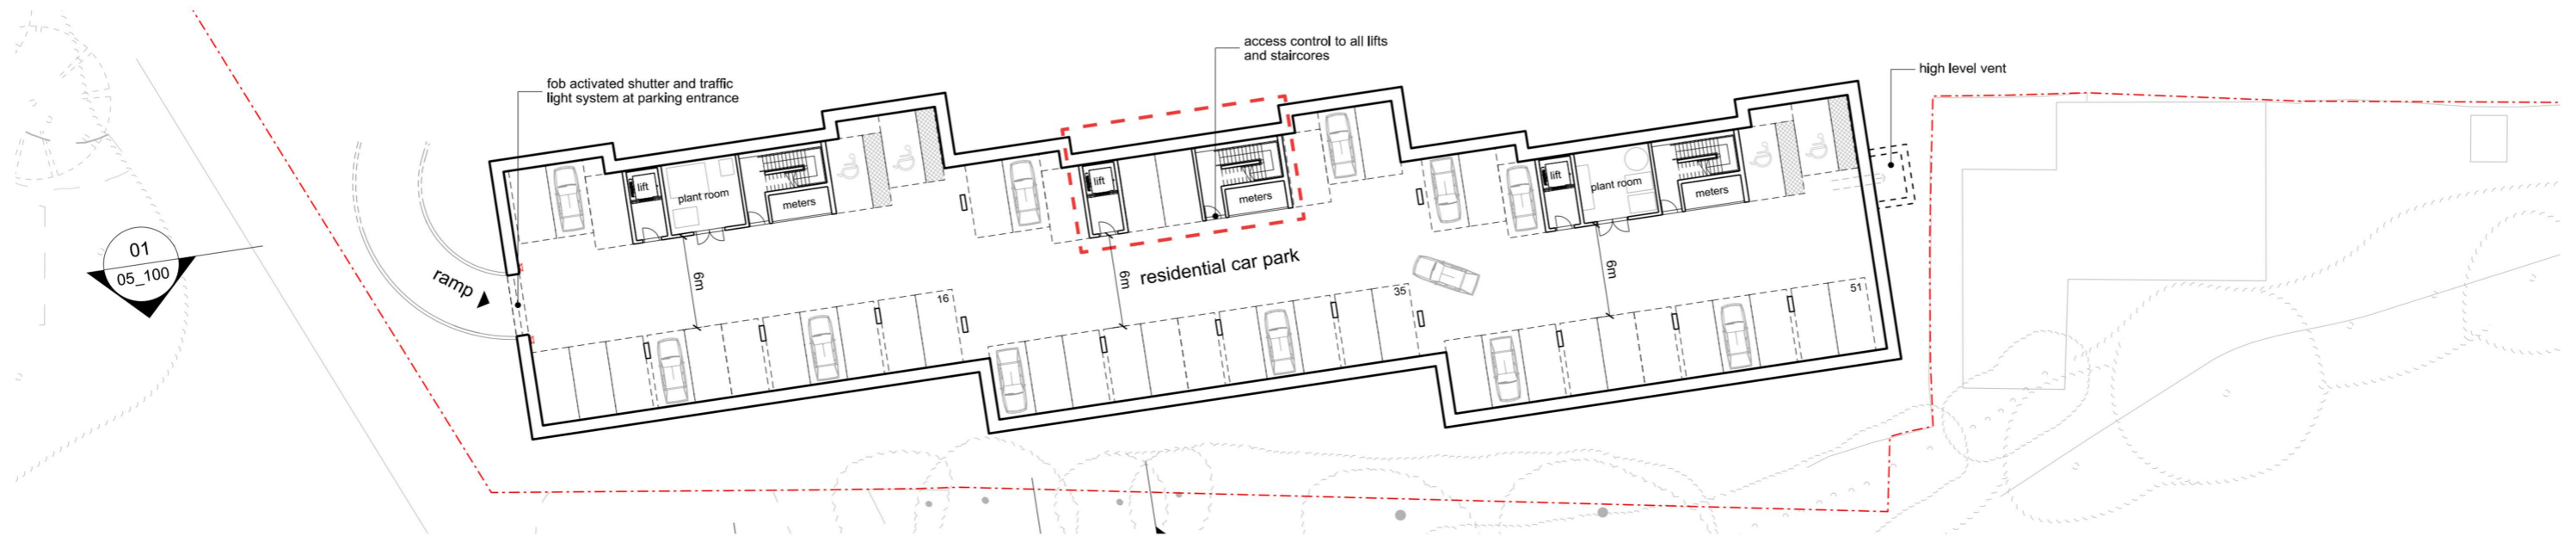 access control to all lifts
and staircores
high level vent
fob activated shutter and traffic
light system at parking entrance
lift
plant room
meters
lift
meters
lift
plant room
meters
01
05_100
ramp
6m
6m
residential car park
6m
16
35
51